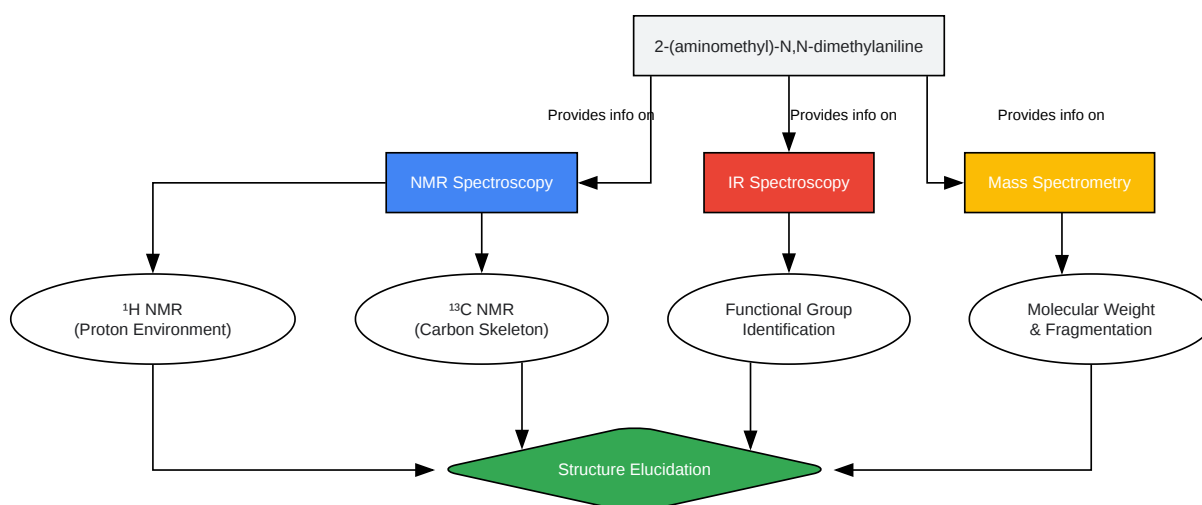 2-(aminomethyl)-N,N-dimethylaniline
Provides info on
Provides info on
Provides info on
NMR Spectroscopy
IR Spectroscopy
Mass Spectrometry
¹H NMR
(Proton Environment)
¹³C NMR
(Carbon Skeleton)
Functional Group
Identification
Molecular Weight
& Fragmentation
Structure Elucidation